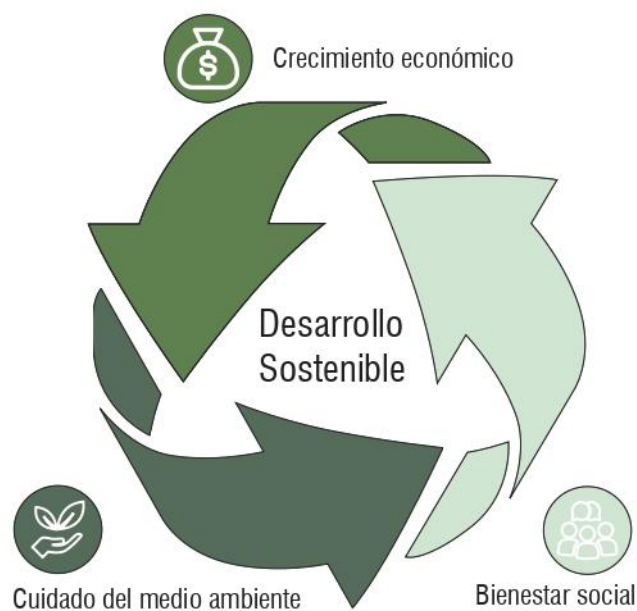 $
Crecimiento económico
Desarrollo
Sostenible
Cuidado del medio ambiente
Bienestar social